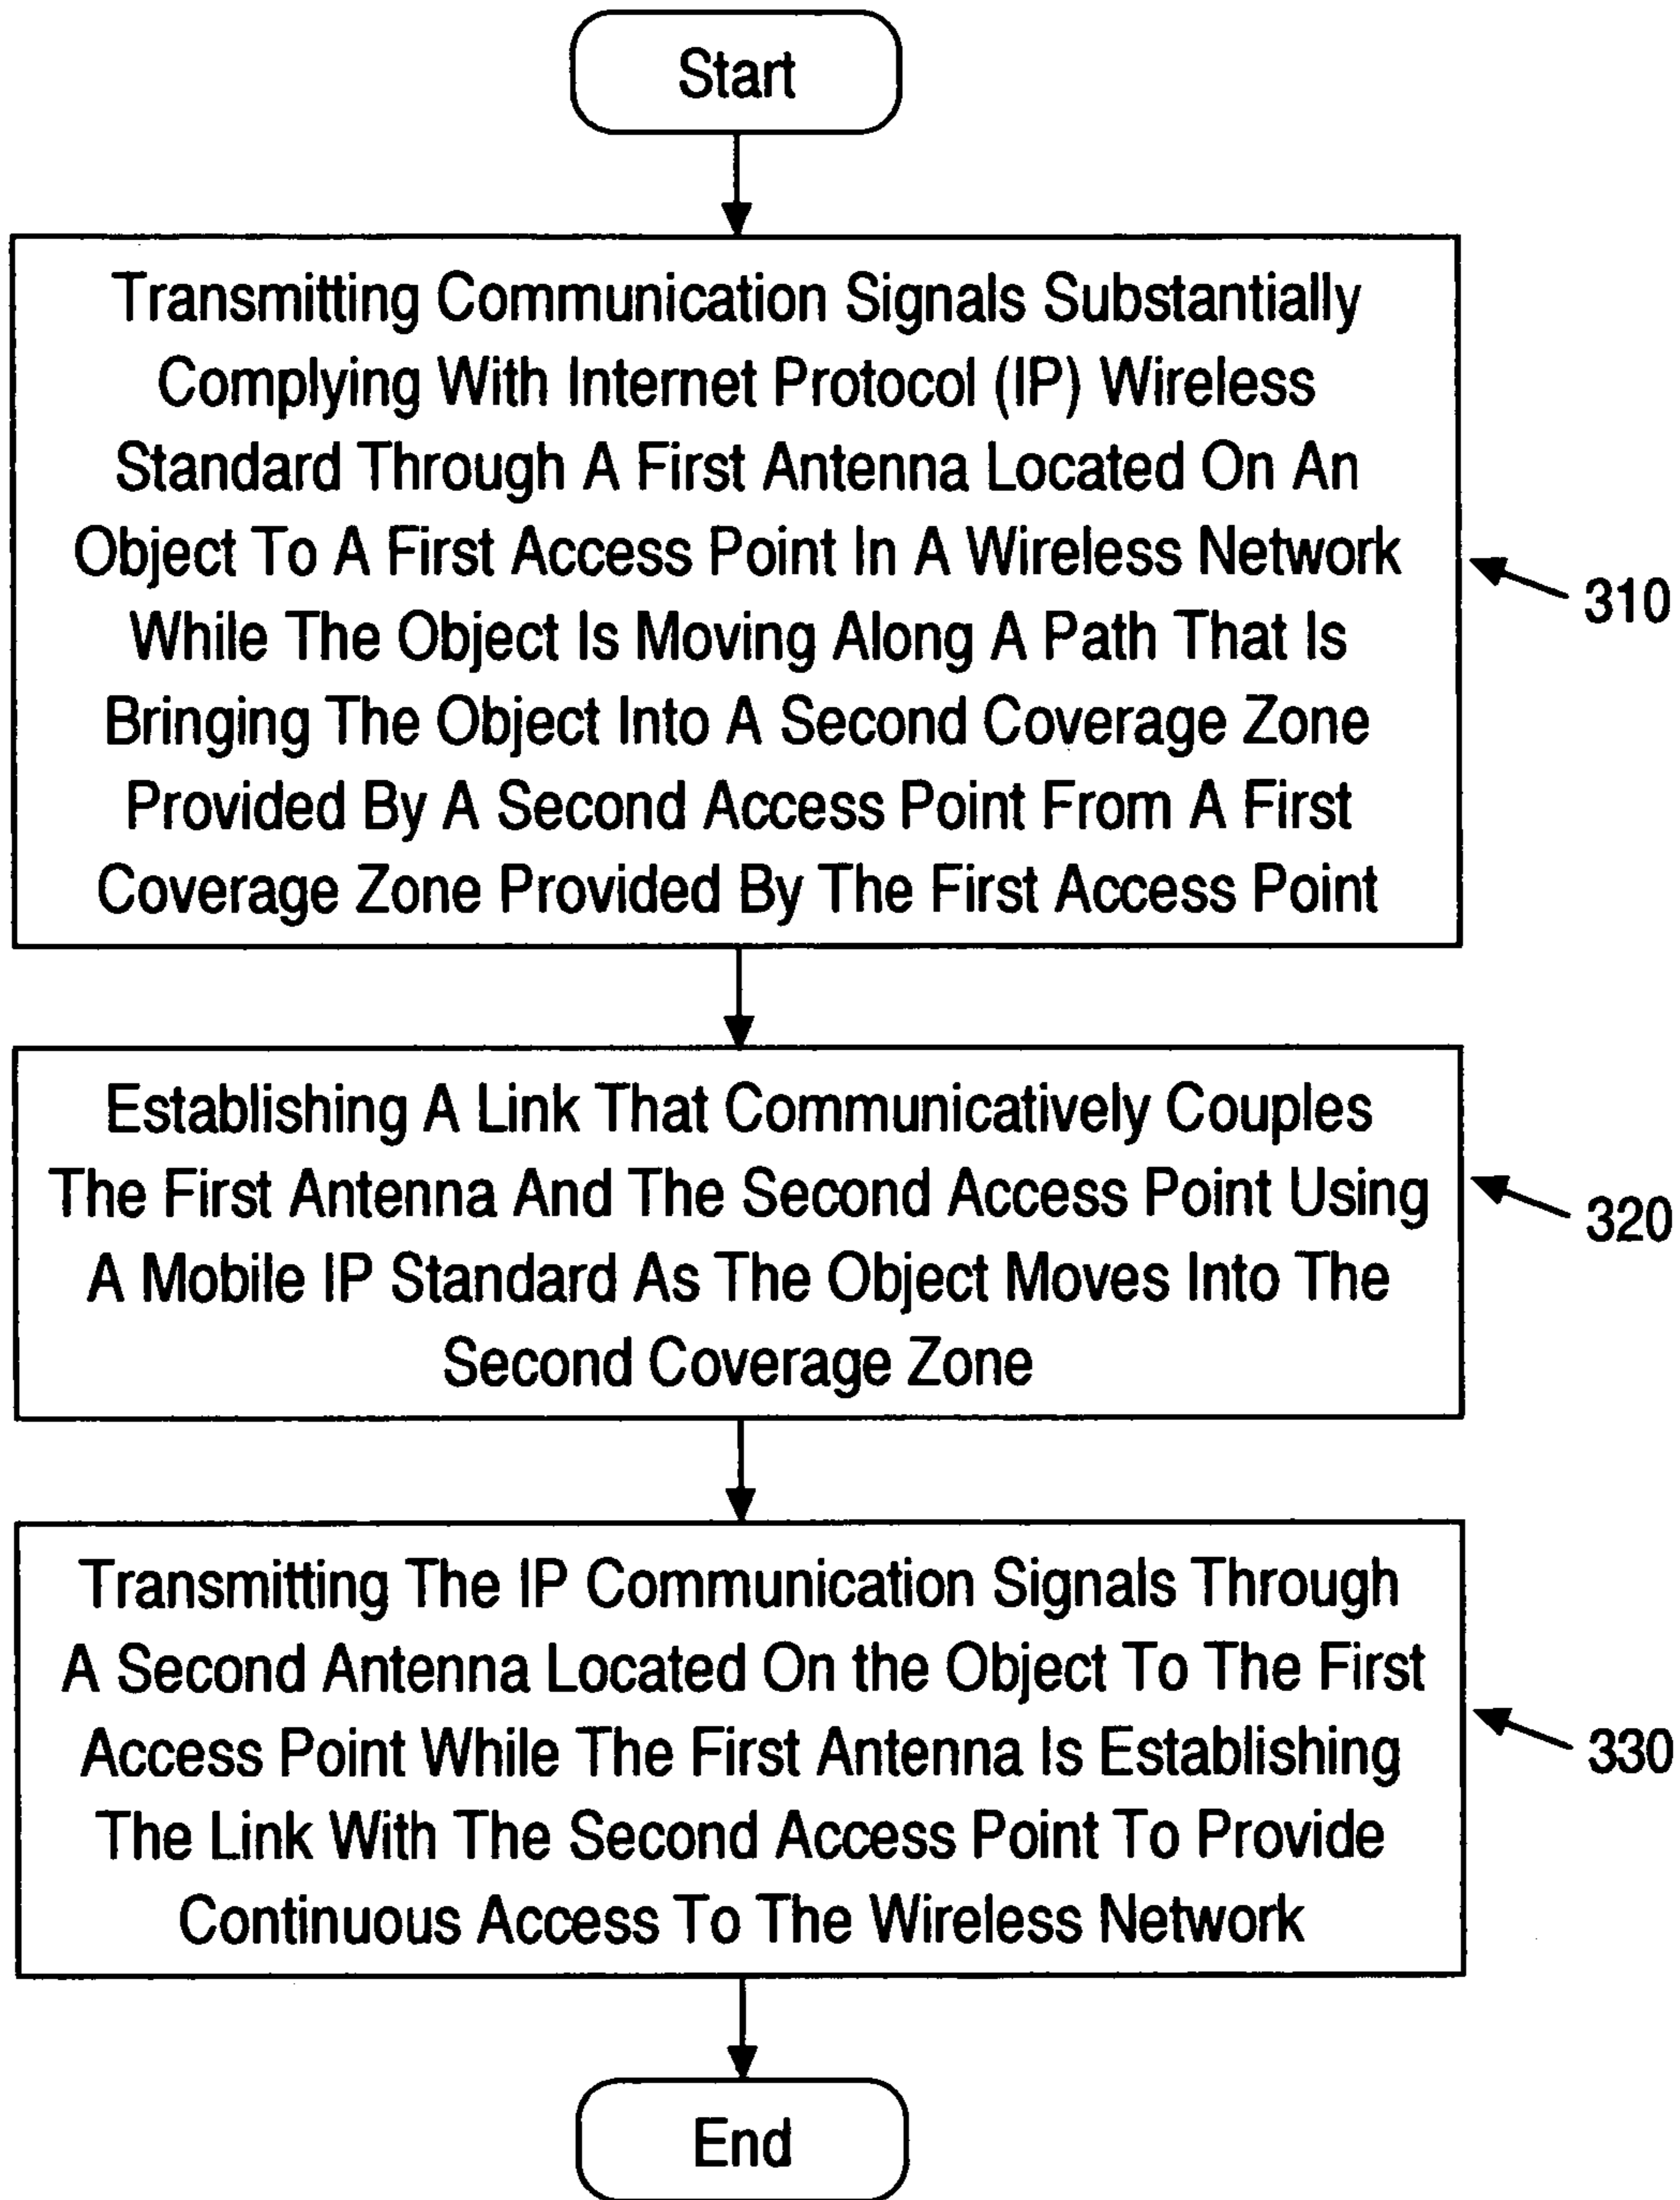 Start
Transmitting Communication Signals Substantially
Complying With Internet Protocol (IP) Wireless
Standard Through A First Antenna Located On An
Object To A First Access Point In A Wireless Network
While The Object Is Moving Along A Path That Is
Bringing The Object Into A Second Coverage Zone
Provided By A Second Access Point From A First
Coverage Zone Provided By The First Access Point
310
Establishing A Link That Communicatively Couples
The First Antenna And The Second Access Point Using
A Mobile IP Standard As The Object Moves Into The
Second Coverage Zone
320
Transmitting The IP Communication Signals Through
A Second Antenna Located On the Object To The First
Access Point While The First Antenna Is Establishing
The Link With The Second Access Point To Provide
Continuous Access To The Wireless Network
330
End